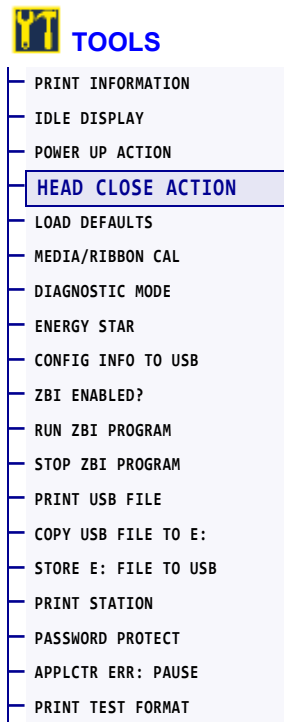 TOOLS
PRINT INFORMATION
IDLE DISPLAY
POWER UP ACTION
HEAD CLOSE ACTION
LOAD DEFAULTS
MEDIA/RIBBON CAL
DIAGNOSTIC MODE
ENERGY STAR
CONFIG INFO TO USB
ZBI ENABLED?
RUN ZBI PROGRAM
STOP ZBI PROGRAM
PRINT USB FILE
COPY USB FILE TO E:
STORE E: FILE TO USB
PRINT STATION
PASSWORD PROTECT
APPLCTR ERR: PAUSE
PRINT TEST FORMAT